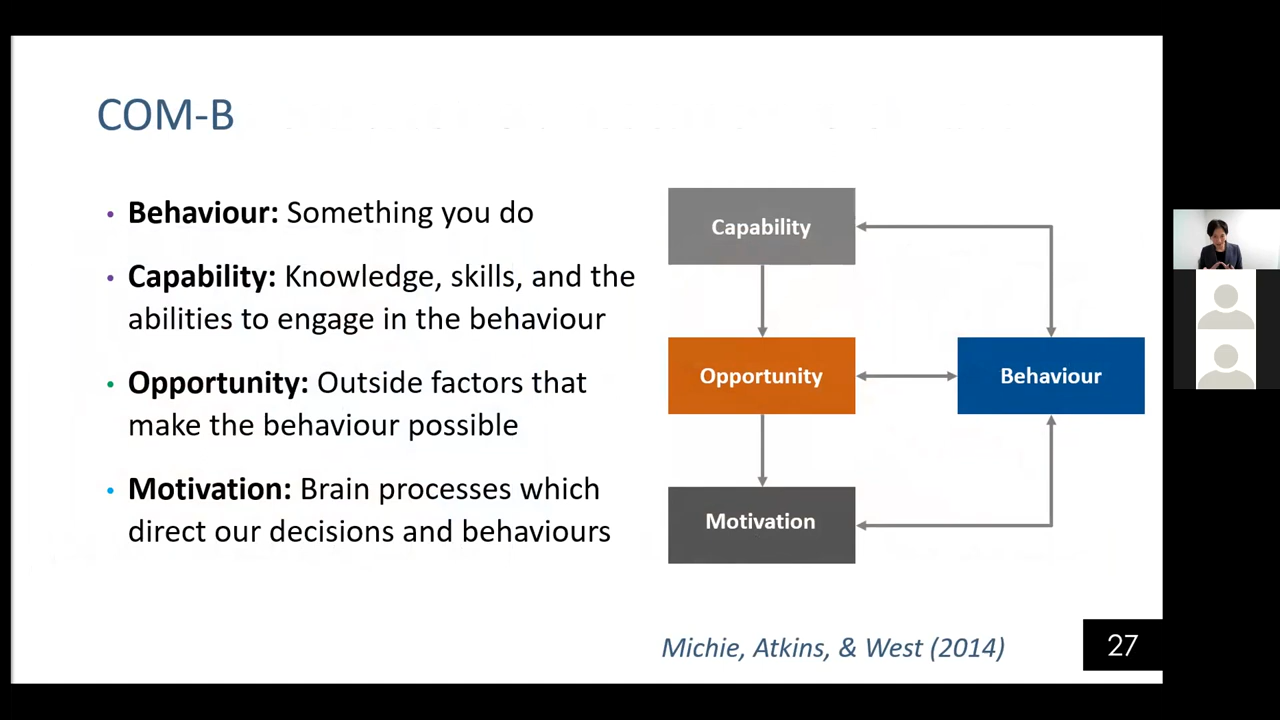 COM-B
• Behaviour: Something you do
• Capability: Knowledge, skills, and the
abilities to engage in the behaviour
• Opportunity: Outside factors that
make the behaviour possible
• Motivation: Brain processes which
direct our decisions and behaviours
Capability
Opportunity
Behaviour
Motivation
Michie, Atkins, & West (2014)
27